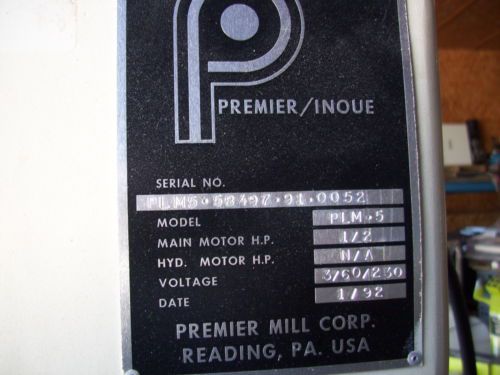 PREMIER/INOUE
SERIAL NO.
PLM5·58397·91·0052
MODEL PLM·5
MAIN MOTOR H.P. 1/2
HYD. MOTOR H.P. N/A
VOLTAGE 3/60/230
DATE 1/92
PREMIER MILL CORP.
READING, PA. USA